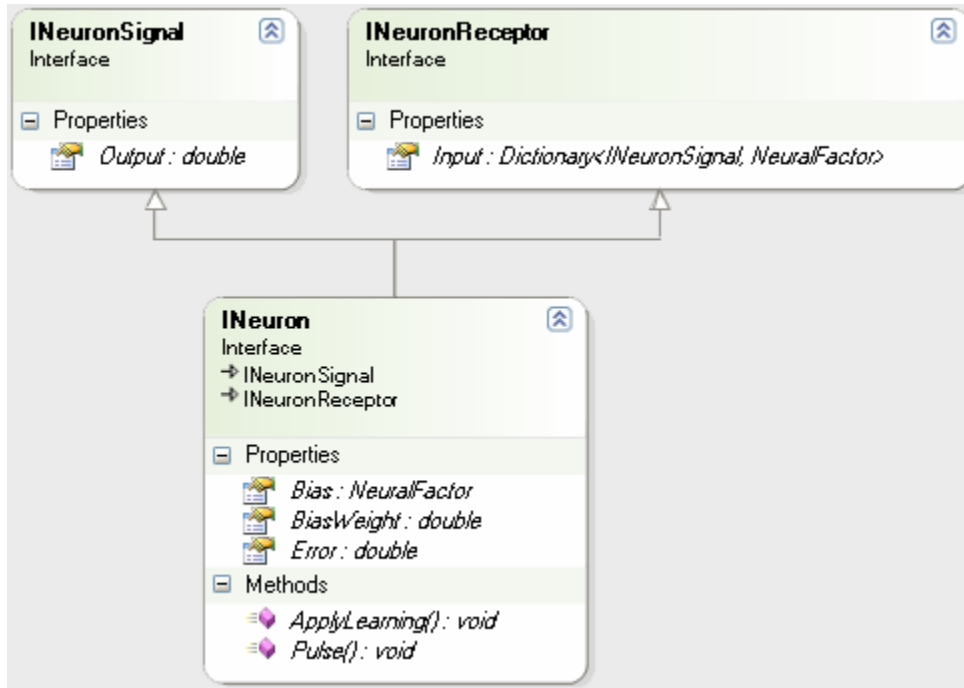 INeuronSignal
Interface
Properties
Output : double
INeuronReceptor
Interface
Properties
Input : Dictionary<INeuronSignal, NeuralFactor>
INeuron
Interface
INeuronSignal
INeuronReceptor
Properties
Bias : NeuralFactor
BiasWeight : double
Error : double
Methods
ApplyLearning() : void
Pulse() : void